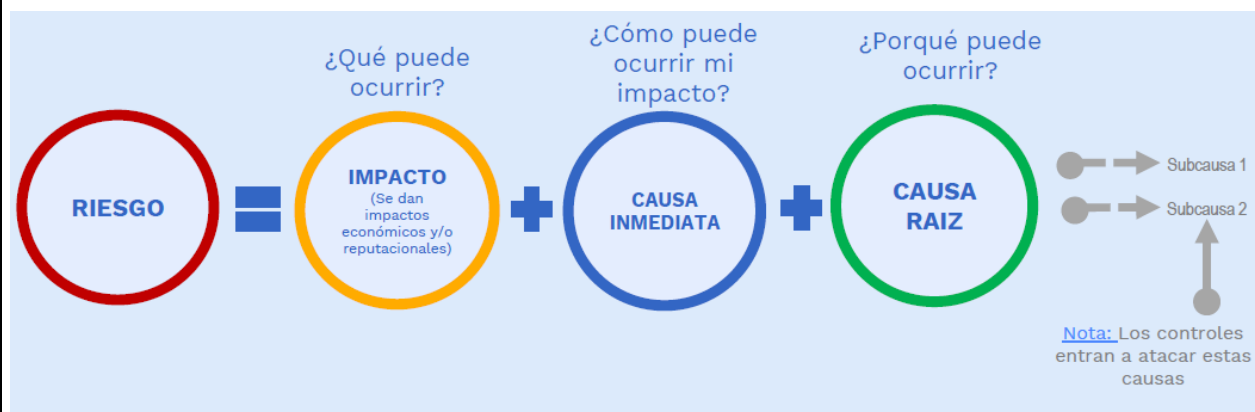 ¿Qué puede
ocurrir?
¿Cómo puede
ocurrir mi
impacto?
¿Porqué puede
ocurrir?
RIESGO
IMPACTO
(Se dan
impactos
económicos y/o
reputacionales)
CAUSA
INMEDIATA
CAUSA
RAIZ
Subcausa 1
Subcausa 2
Nota: Los controles
entran a atacar estas
causas